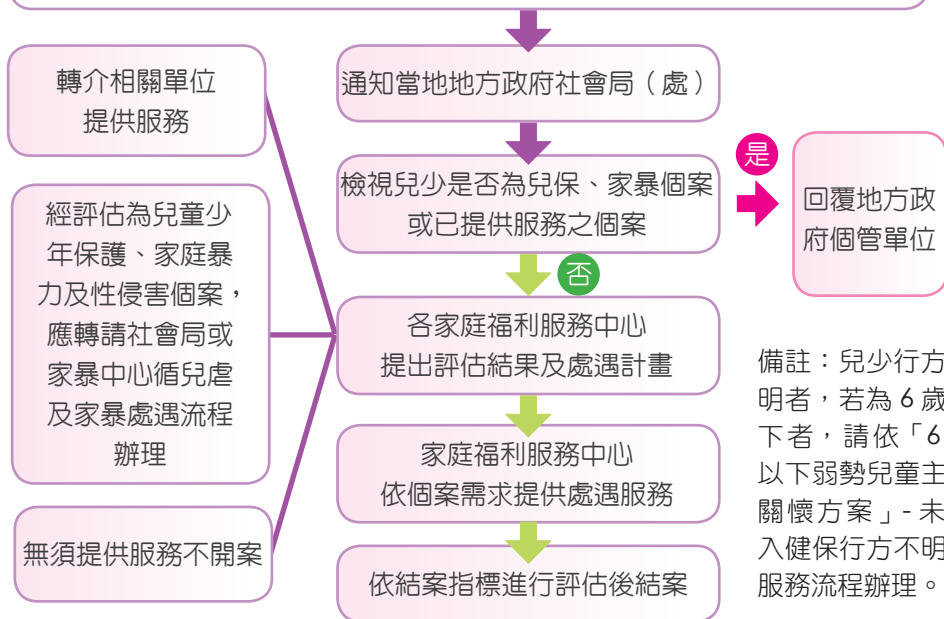 通知當地地方政府社會局（處）
轉介相關單位
提供服務
檢視兒少是否為兒保、家暴個案
或已提供服務之個案
是
回覆地方政
府個管單位
否
經評估為兒童少
年保護、家庭暴
力及性侵害個案，
應轉請社會局或
家暴中心循兒虐
及家暴處遇流程
辦理
各家庭福利服務中心
提出評估結果及處遇計畫
家庭福利服務中心
依個案需求提供處遇服務
無須提供服務不開案
依結案指標進行評估後結案
備註：兒少行方
明者，若為 6 歲
下者，請依「6
以下弱勢兒童主
關懷方案」- 未
入健保行方不明
服務流程辦理。